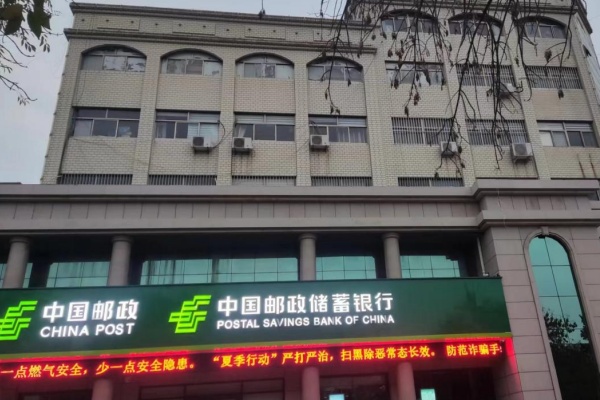 中国邮政
CHINA POST
中国邮政储蓄银行
POSTAL SAVINGS BANK OF CHINA
一点燃气安全，少一点安全隐患。“夏季行动”严打严治，扫黑除恶常态长效。防范诈骗手